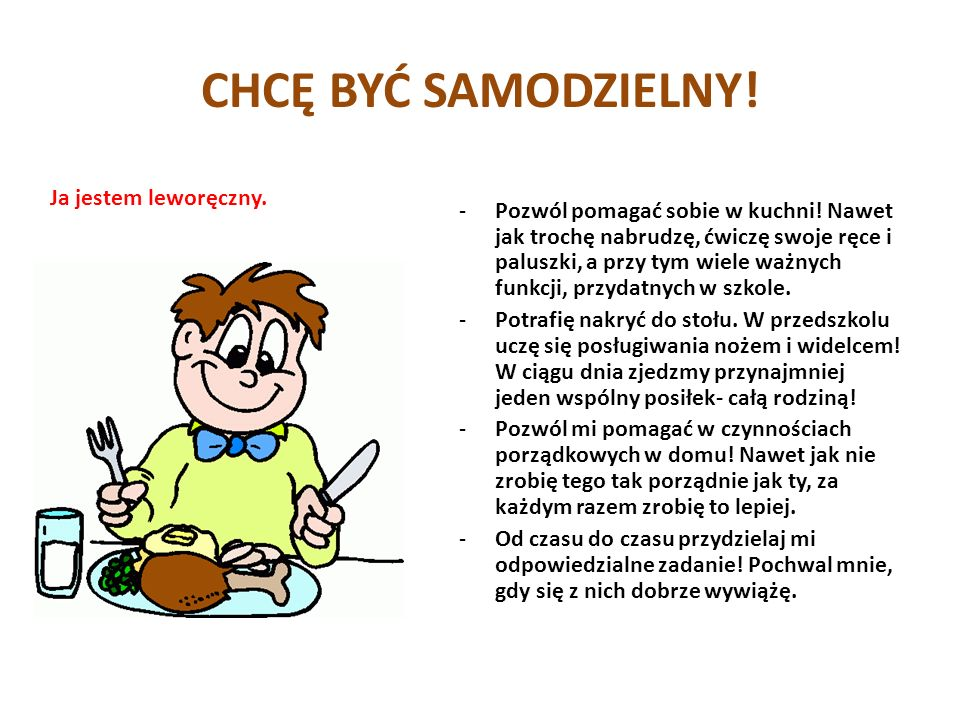 CHCĘ BYĆ SAMODZIELNY!
Ja jestem leworęczny.
- Pozwól pomagać sobie w kuchni! Nawet
jak trochę nabrudzę, ćwiczę swoje ręce i
paluszki, a przy tym wiele ważnych
funkcji, przydatnych w szkole.
- Potrafię nakryć do stołu. W przedszkolu
uczę się posługiwania nożem i widelcem!
W ciągu dnia zjedzmy przynajmniej
jeden wspólny posiłek- całą rodziną!
- Pozwól mi pomagać w czynnościach
porządkowych w domu! Nawet jak nie
zrobię tego tak porządnie jak ty, za
każdym razem zrobię to lepiej.
- Od czasu do czasu przydzielaj mi
odpowiedzialne zadanie! Pochwal mnie,
gdy się z nich dobrze wywiążę.